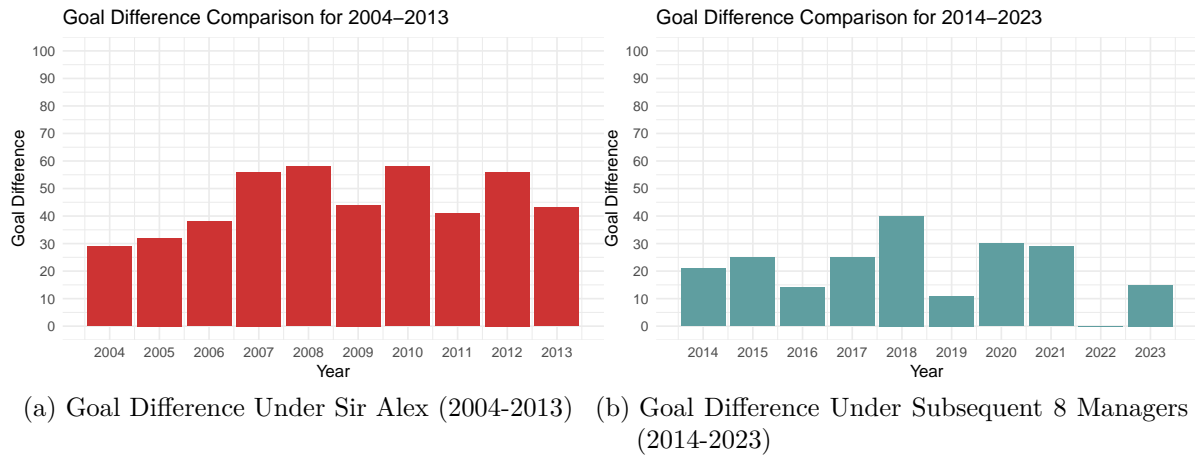 Goal Difference Comparison for 2004−2013
100
90
80
70
60
50
40
30
20
10
0
Goal Difference
2004 2005 2006 2007 2008 2009 2010 2011 2012 2013
Year
(a) Goal Difference Under Sir Alex (2004-2013)
Goal Difference Comparison for 2014−2023
100
90
80
70
60
50
40
30
20
10
0
Goal Difference
2014 2015 2016 2017 2018 2019 2020 2021 2022 2023
Year
(b) Goal Difference Under Subsequent 8 Managers
(2014-2023)